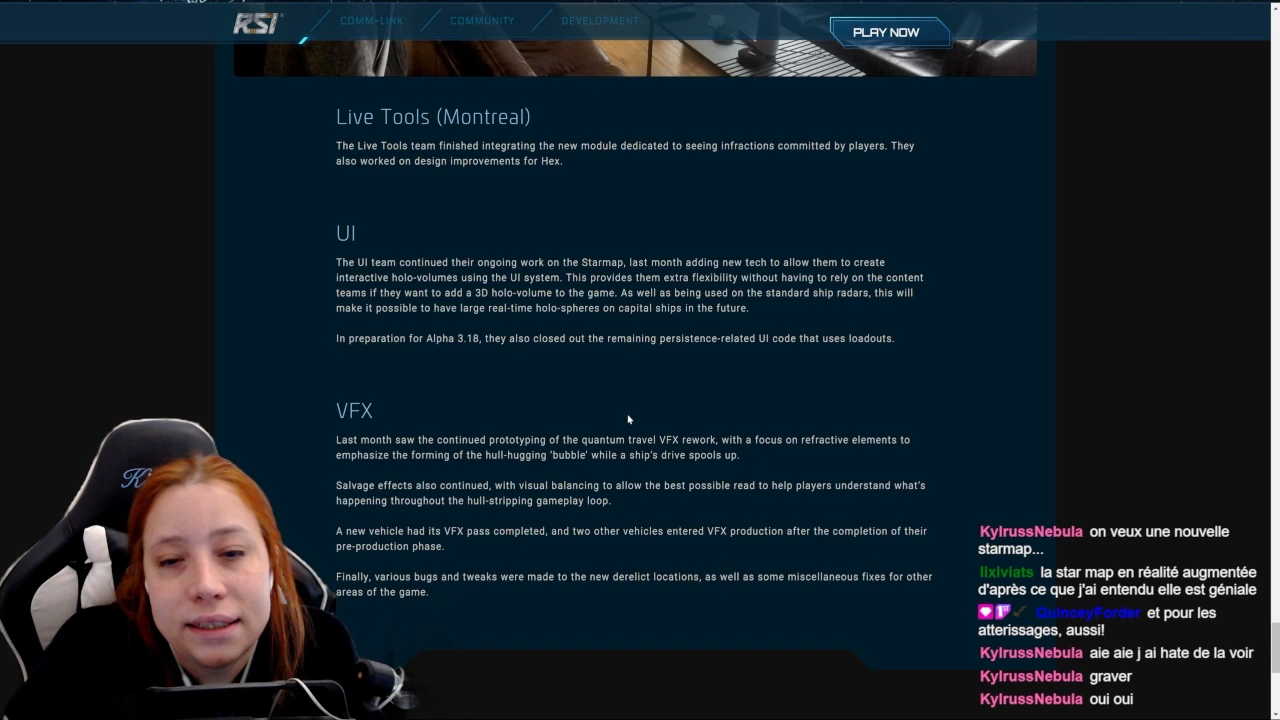 RSI
COMM-LINK
COMMUNITY
DEVELOPMENT
PLAY NOW
Live Tools (Montreal)
The Live Tools team finished integrating the new module dedicated to seeing infractions committed by players. They
also worked on design improvements for Hex.
UI
The UI team continued their ongoing work on the Starmap, last month adding new tech to allow them to create
interactive holo-volumes using the UI system. This provides them extra flexibility without having to rely on the content
teams if they want to add a 3D holo-volume to the game. As well as being used on the standard ship radars, this will
make it possible to have large real-time holo-spheres on capital ships in the future.
In preparation for Alpha 3.18, they also closed out the remaining persistence-related UI code that uses loadouts.
VFX
Last month saw the continued prototyping of the quantum travel VFX rework, with a focus on refractive elements to
emphasize the forming of the hull-hugging ‘bubble’ while a ship’s drive spools up.
Salvage effects also continued, with visual balancing to allow the best possible read to help players understand what’s
happening throughout the hull-stripping gameplay loop.
A new vehicle had its VFX pass completed, and two other vehicles entered VFX production after the completion of their
pre-production phase.
Finally, various bugs and tweaks were made to the new derelict locations, as well as some miscellaneous fixes for other
areas of the game.
KylrussNebula on veux une nouvelle
starmap...
lixiviats la star map en réalité augmentée
d'après ce que j'ai entendu elle est géniale
QuinceyForder et pour les
atterissages, aussi!
KylrussNebula aie aie j ai hate de la voir
KylrussNebula graver
KylrussNebula oui oui